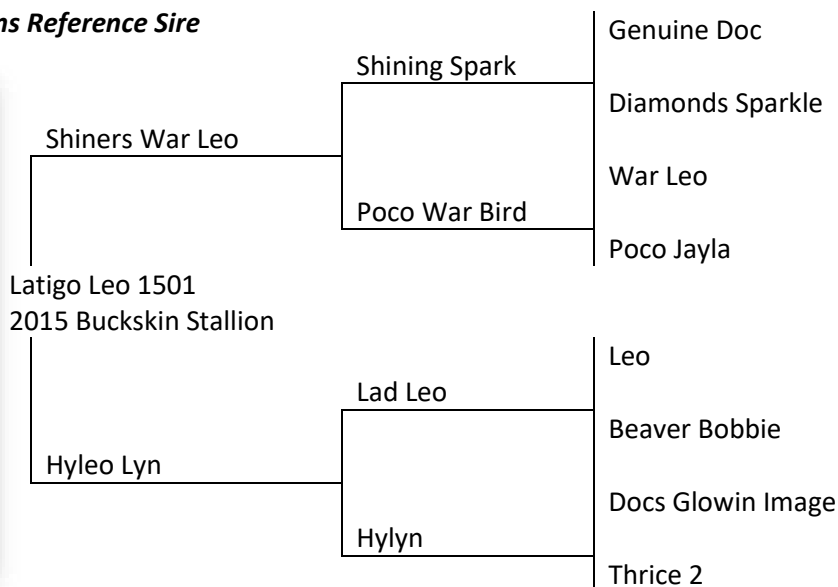 Reference Sire
Genuine Doc
Shining Spark
Diamonds Sparkle
Shiners War Leo
War Leo
Poco War Bird
Poco Jayla
Latigo Leo 1501
2015 Buckskin Stallion
Leo
Lad Leo
Beaver Bobbie
Hyleo Lyn
Docs Glowin Image
Hylyn
Thrice 2